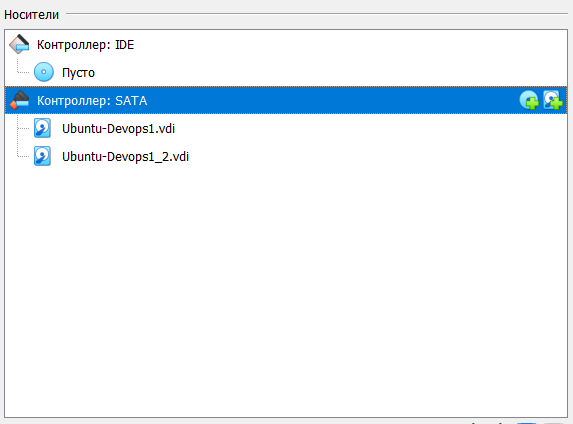 Носители
Контроллер: IDE
Пусто
Контроллер: SATA
Ubuntu-Devops1.vdi
Ubuntu-Devops1_2.vdi